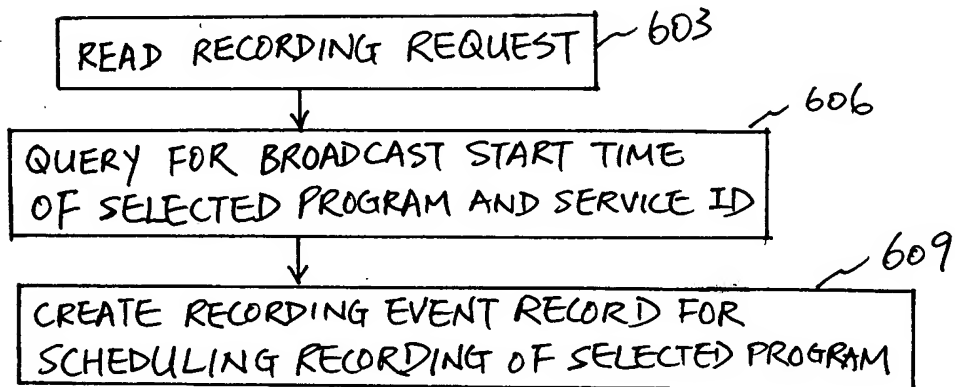 READ RECORDING REQUEST
603
606
QUERY FOR BROADCAST START TIME
OF SELECTED PROGRAM AND SERVICE ID
609
CREATE RECORDING EVENT RECORD FOR
SCHEDULING RECORDING OF SELECTED PROGRAM